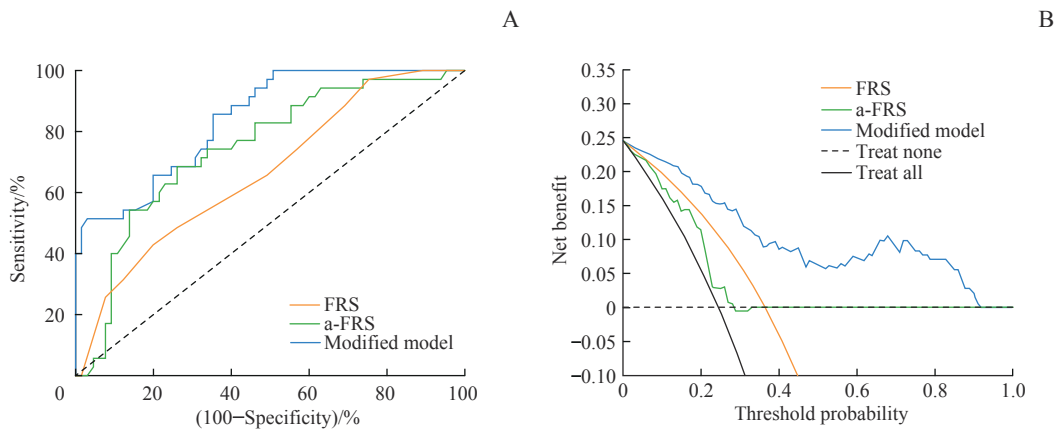 A
100
80
60
40
20
0
20
40
60
80
100
Sensitivity/%
(100−Specificity)/%
FRS
a-FRS
Modified model
B
0.35
0.30
0.25
0.20
0.15
0.10
0.05
0
−0.05
−0.10
0
0.2
0.4
0.6
0.8
1.0
Net benefit
Threshold probability
FRS
a-FRS
Modified model
Treat none
Treat all